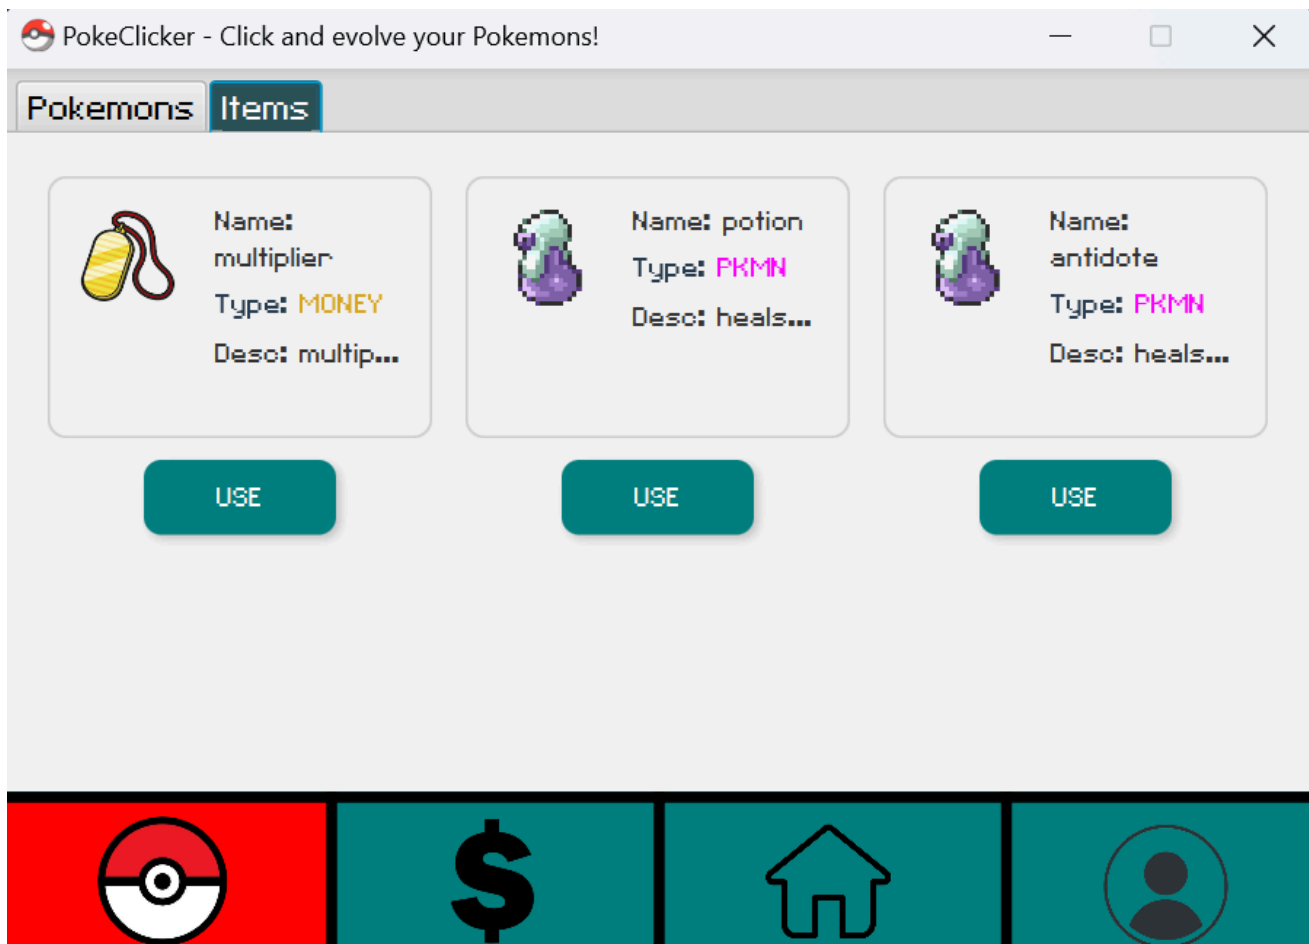 PokeClicker - Click and evolve your Pokemons!
Pokemons Items
Name:
multiplier
Type: MONEY
Desc: multip...
USE
Name: potion
Type: PKMN
Desc: heals...
USE
Name:
antidote
Type: PKMN
Desc: heals...
USE
$